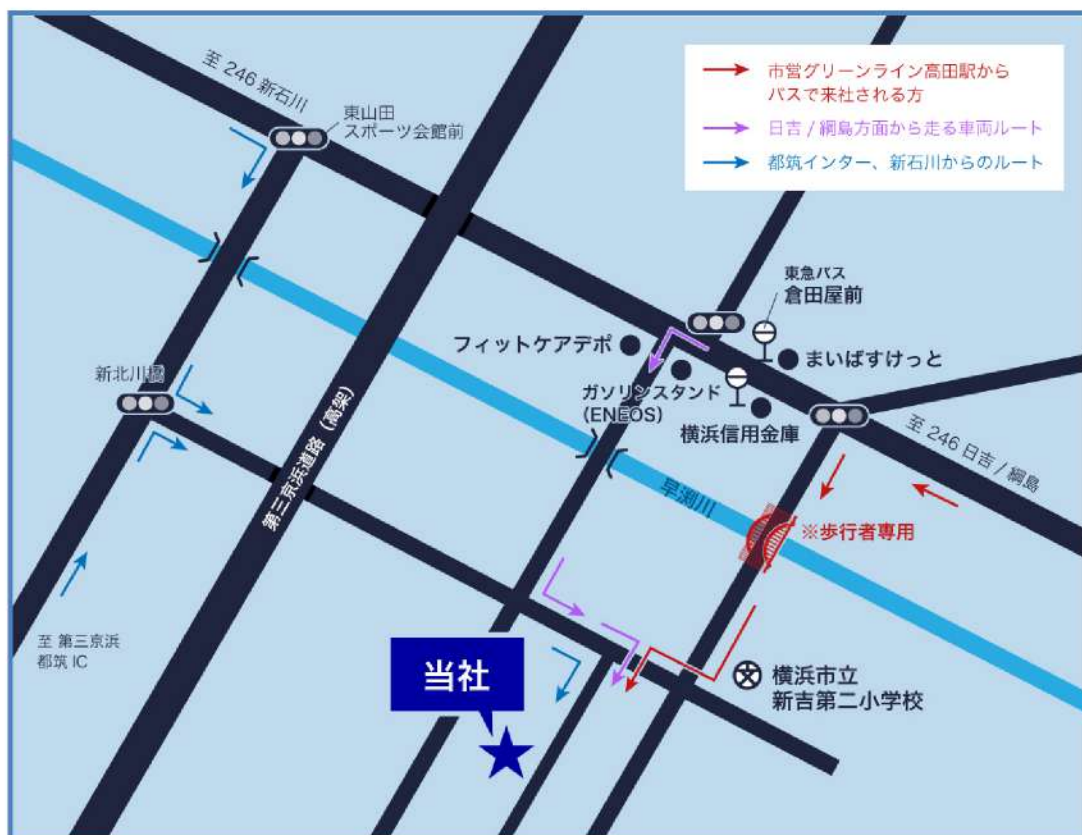 至 246 新石川
東山田
スポーツ会館前
市営グリーンライン高田駅から
バスで来社される方
日吉 / 綱島方面から走る車両ルート
都筑インター、新石川からのルート
東急バス
倉田屋前
フィットケアデポ
まいばすけっと
ガソリンスタンド
(ENEOS)
横浜信用金庫
新北川橋
第三京浜道路（高架）
至 246 日吉 / 綱島
早渕川
※歩行者専用
至 第三京浜
都筑 IC
当社
横浜市立
新吉第二小学校